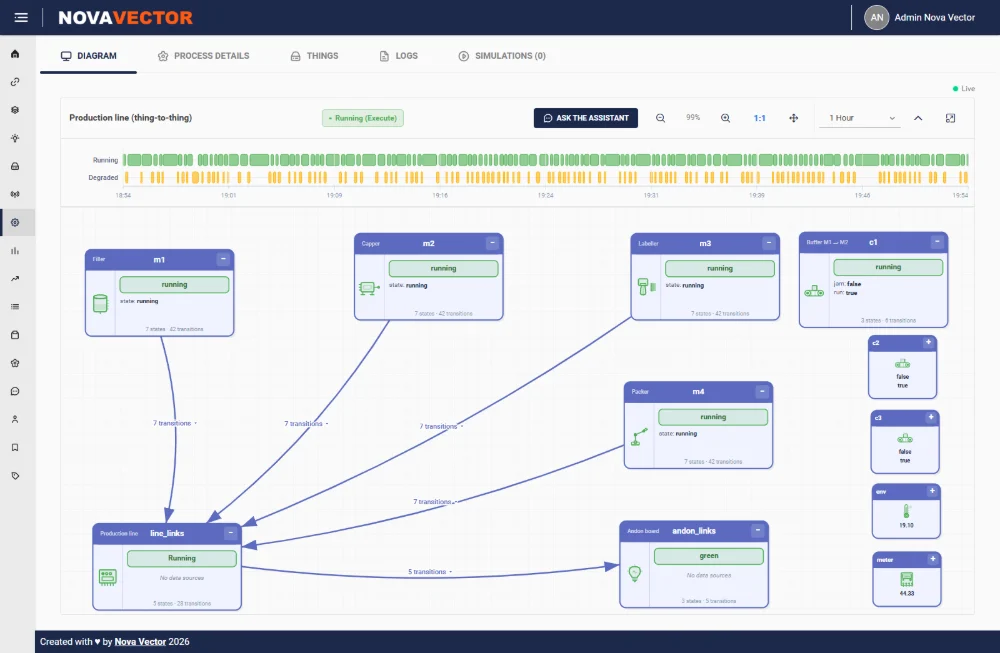 NOVAVECTOR
AN Admin Nova Vector
DIAGRAM PROCESS DETAILS THINGS LOGS SIMULATIONS (0)
Live
Production line (thing-to-thing) Running (Execute) ASK THE ASSISTANT 99% 1:1 1 Hour
Running
Degraded
18:54 19:01 19:09 19:16 19:24 19:31 19:39 19:46 19:54
Filler m1
running
state: running
7 states · 42 transitions
Capper m2
running
state: running
7 states · 42 transitions
Labeller m3
running
state: running
7 states · 42 transitions
Buffer M1 → M2 c1
running
jam: false
run: true
3 states · 6 transitions
c2
false
true
Packer m4
running
state: running
7 states · 42 transitions
c3
false
true
7 transitions
7 transitions
7 transitions
7 transitions
env
19.10
Production line line_links
Running
No data sources
5 states · 20 transitions
5 transitions
Andon board andon_links
green
No data sources
3 states · 5 transitions
meter
44.33
Created with ♥ by Nova Vector 2026